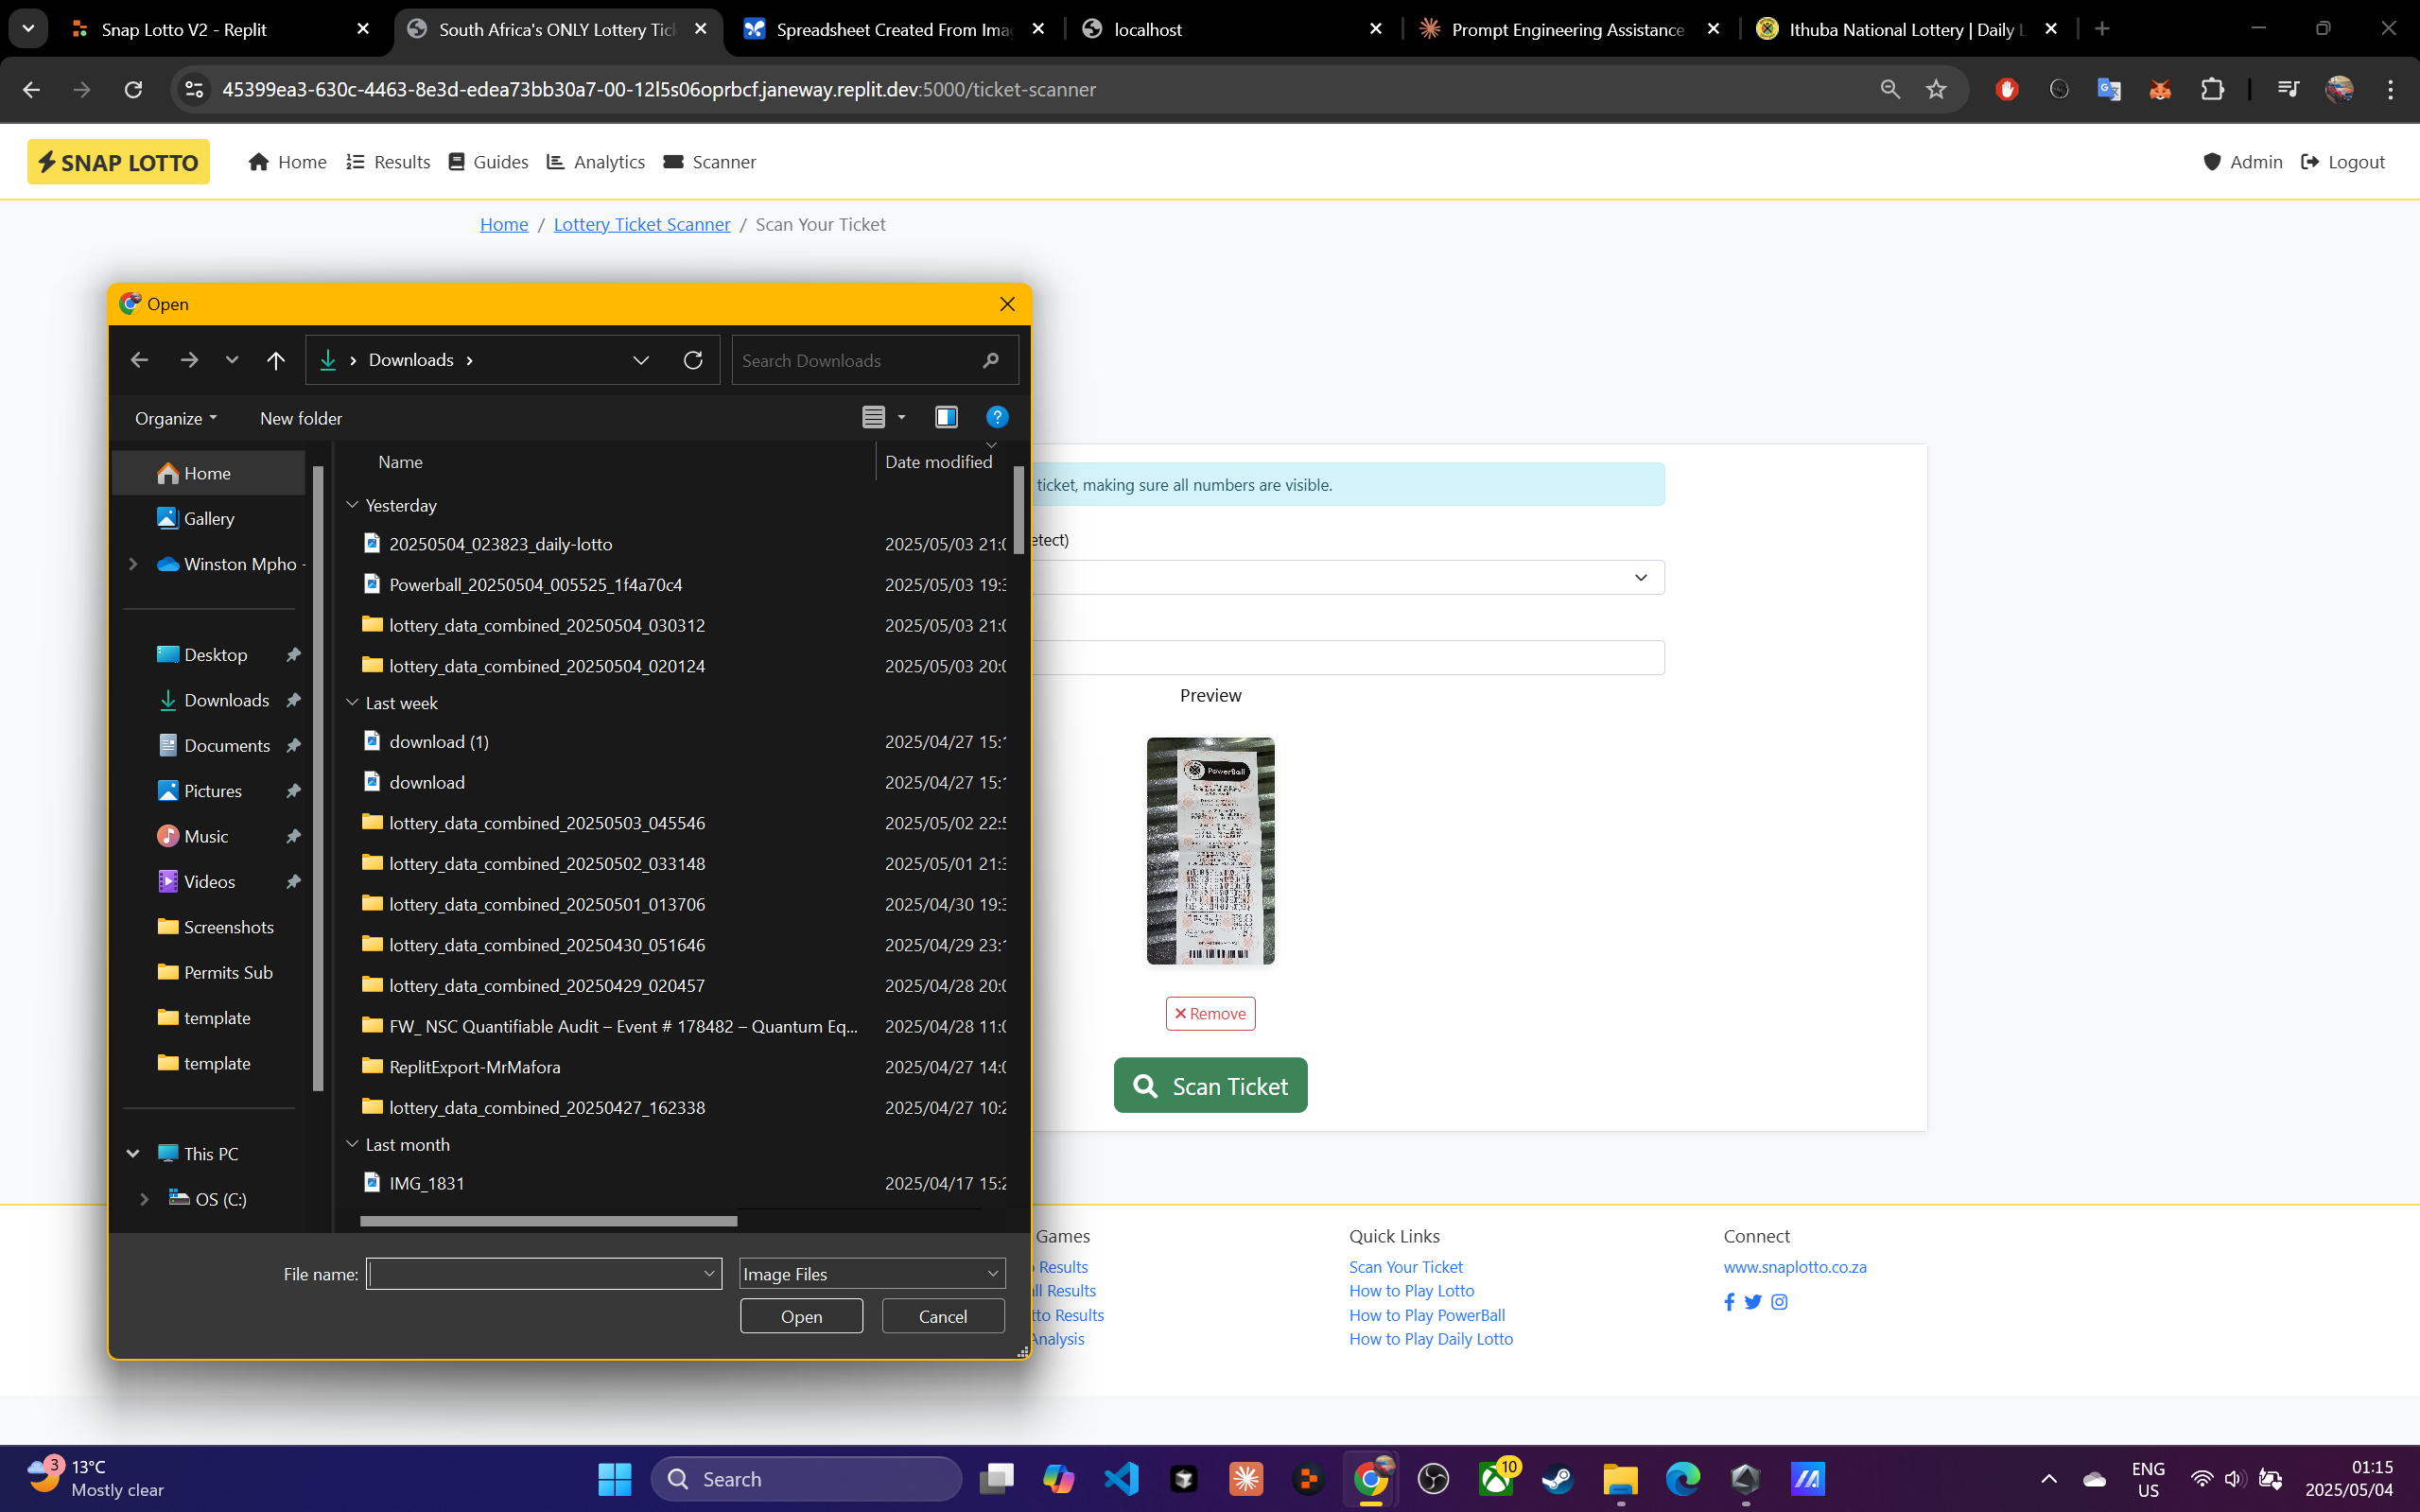 Snap Lotto V2 - Replit
South Africa's ONLY Lottery Tick
Spreadsheet Created From Imag
localhost
Prompt Engineering Assistance
Ithuba National Lottery | Daily L
45399ea3-630c-4463-8e3d-edea73bb30a7-00-12l5s06oprbcf.janeway.replit.dev:5000/ticket-scanner
SNAP LOTTO
Home
Results
Guides
Analytics
Scanner
Admin
Logout
Home / Lottery Ticket Scanner / Scan Your Ticket
Open
Downloads
Search Downloads
Organize
New folder
Home
Gallery
Winston Mpho -
Desktop
Downloads
Documents
Pictures
Music
Videos
Screenshots
Permits Sub
template
template
This PC
OS (C:)
Name Date modified
Yesterday
20250504_023823_daily-lotto 2025/05/03 21:0
Powerball_20250504_005525_1f4a70c4 2025/05/03 19:3
lottery_data_combined_20250504_030312 2025/05/03 21:0
lottery_data_combined_20250504_020124 2025/05/03 20:0
Last week
download (1) 2025/04/27 15:1
download 2025/04/27 15:1
lottery_data_combined_20250503_045546 2025/05/02 22:5
lottery_data_combined_20250502_033148 2025/05/01 21:3
lottery_data_combined_20250501_013706 2025/04/30 19:3
lottery_data_combined_20250430_051646 2025/04/29 23:1
lottery_data_combined_20250429_020457 2025/04/28 20:0
FW_ NSC Quantifiable Audit – Event # 178482 – Quantum Eq... 2025/04/28 11:0
ReplitExport-MrMafora 2025/04/27 14:0
lottery_data_combined_20250427_162338 2025/04/27 10:2
Last month
IMG_1831 2025/04/17 15:2
File name:
Image Files
Open
Cancel
ticket, making sure all numbers are visible.
etect)
Preview
PowerBall
Remove
Scan Ticket
Games
Results
ll Results
tto Results
Analysis
Quick Links
Scan Your Ticket
How to Play Lotto
How to Play PowerBall
How to Play Daily Lotto
Connect
www.snaplotto.co.za
3
13°C
Mostly clear
Search
10
ENG
US
01:15
2025/05/04